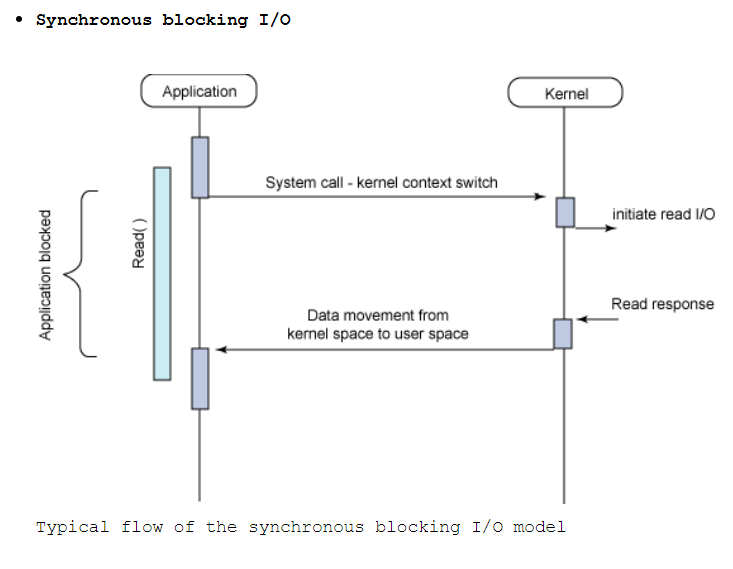 Synchronous blocking I/O
Application
Kernel
System call - kernel context switch
initiate read I/O
Read( )
Application blocked
Read response
Data movement from
kernel space to user space
Typical flow of the synchronous blocking I/O model